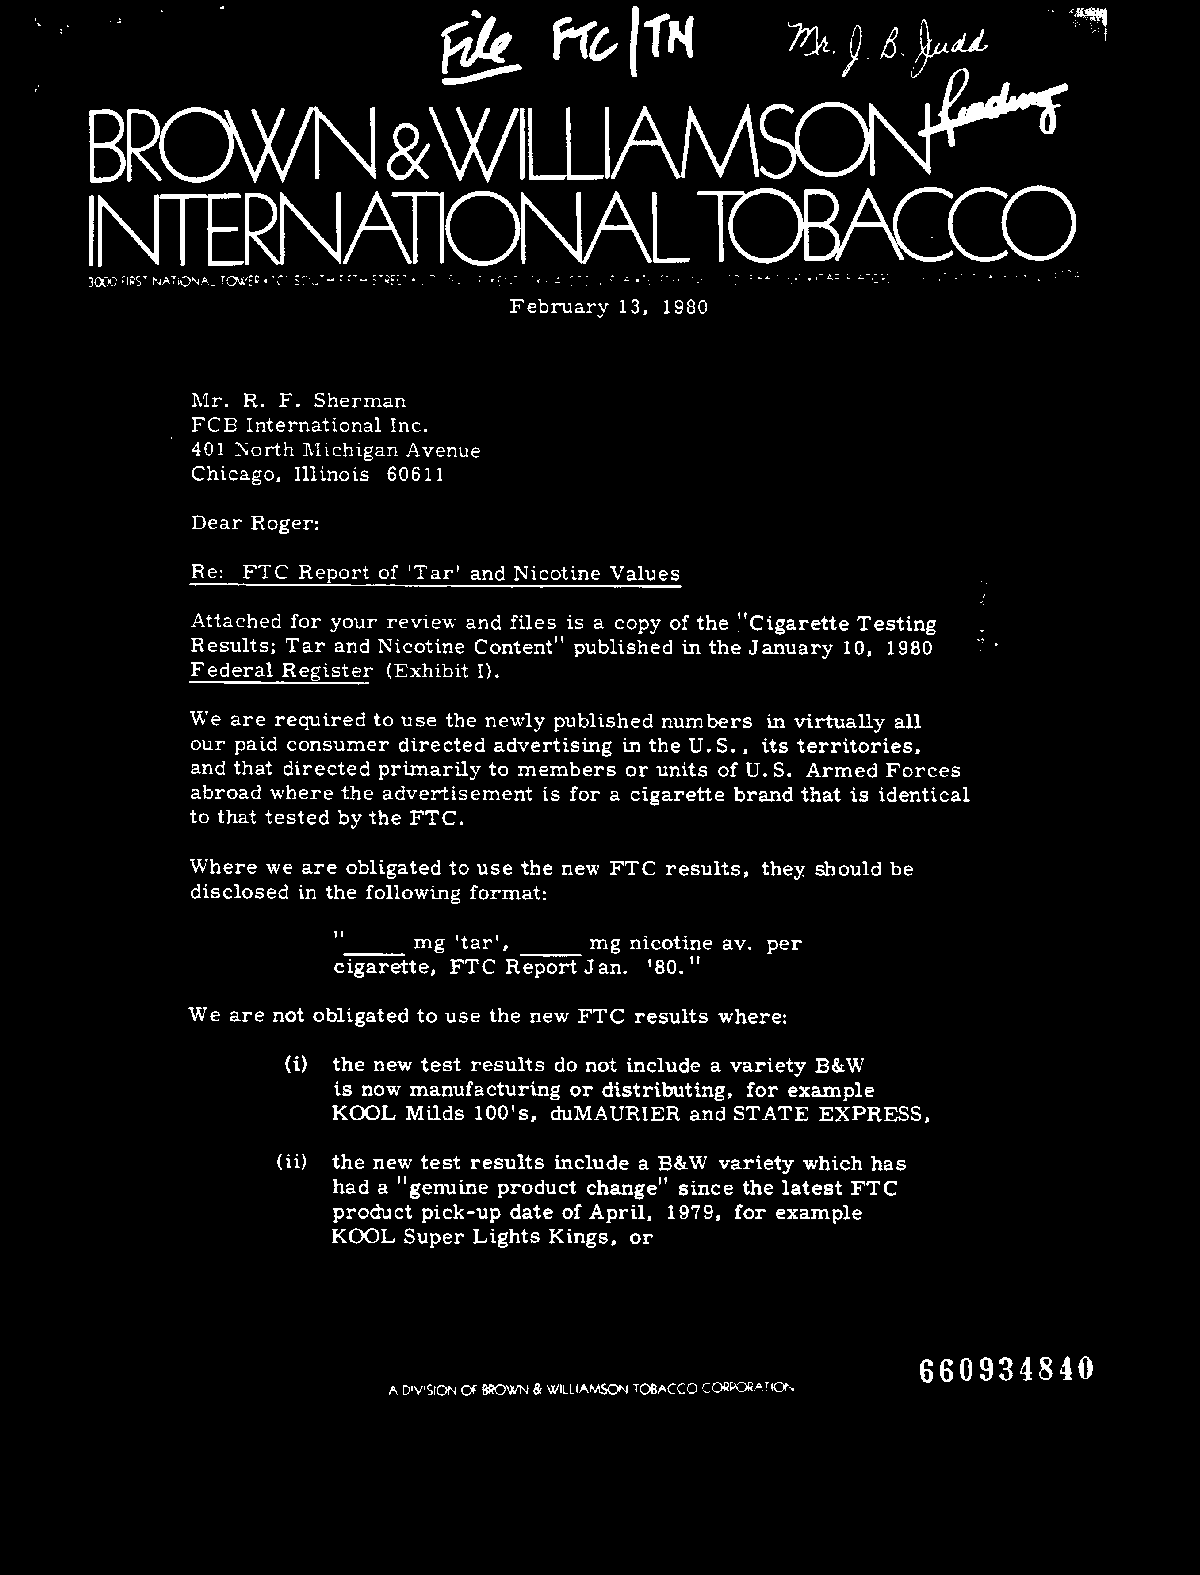 File FTC/TN Mr. J. B. Judd
reading
BROWN & WILLIAMSON
INTERNATIONAL TOBACCO
3000 FIRST NATIONAL TOWER
February 13, 1980
Mr. R. F. Sherman
FCB International Inc.
401 North Michigan Avenue
Chicago, Illinois 60611
Dear Roger:
Re: FTC Report of 'Tar' and Nicotine Values
Attached for your review and files is a copy of the "Cigarette Testing
Results; Tar and Nicotine Content" published in the January 10, 1980
Federal Register (Exhibit I).
We are required to use the newly published numbers in virtually all
our paid consumer directed advertising in the U.S., its territories,
and that directed primarily to members or units of U.S. Armed Forces
abroad where the advertisement is for a cigarette brand that is identical
to that tested by the FTC.
Where we are obligated to use the new FTC results, they should be
disclosed in the following format:
"_____ mg 'tar', _____ mg nicotine av. per
cigarette, FTC Report Jan. '80."
We are not obligated to use the new FTC results where:
(i) the new test results do not include a variety B&W
is now manufacturing or distributing, for example
KOOL Milds 100's, duMAURIER and STATE EXPRESS,
(ii) the new test results include a B&W variety which has
had a "genuine product change" since the latest FTC
product pick-up date of April, 1979, for example
KOOL Super Lights Kings, or
660934840
A DIVISION OF BROWN & WILLIAMSON TOBACCO CORPORATION